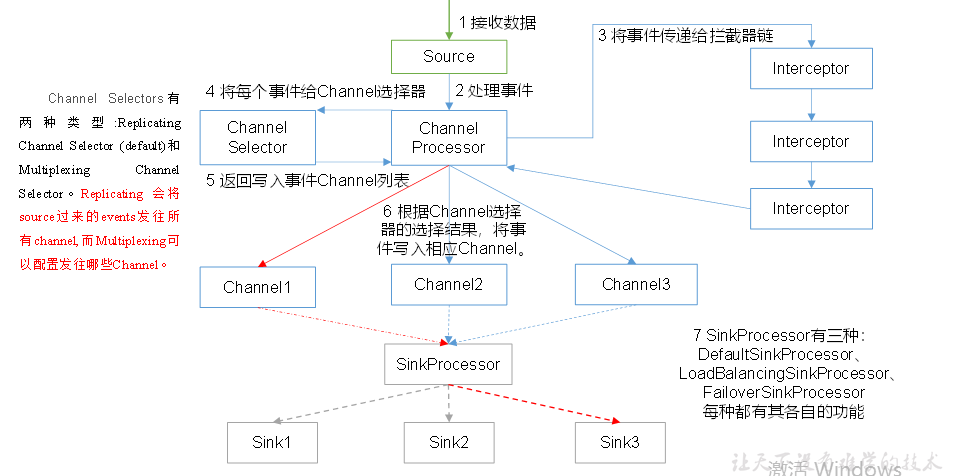 1 接收数据
Source
3 将事件传递给拦截器链
Interceptor
4 将每个事件给Channel选择器
2 处理事件
Channel Selectors有
两种类型:Replicating
Channel Selector (default)和
Multiplexing Channel
Selector。Replicating 会将
source过来的events发往所
有channel,而Multiplexing可
以配置发往哪些Channel。
Channel
Selector
Channel
Processor
Interceptor
5 返回写入事件Channel列表
Interceptor
6 根据Channel选择
器的选择结果，将事
件写入相应Channel。
Channel1
Channel2
Channel3
7 SinkProcessor有三种：
DefaultSinkProcessor、
LoadBalancingSinkProcessor、
FailoverSinkProcessor
每种都有其各自的功能
SinkProcessor
Sink1
Sink2
Sink3
让天下没有难学的技术
激活 Windows